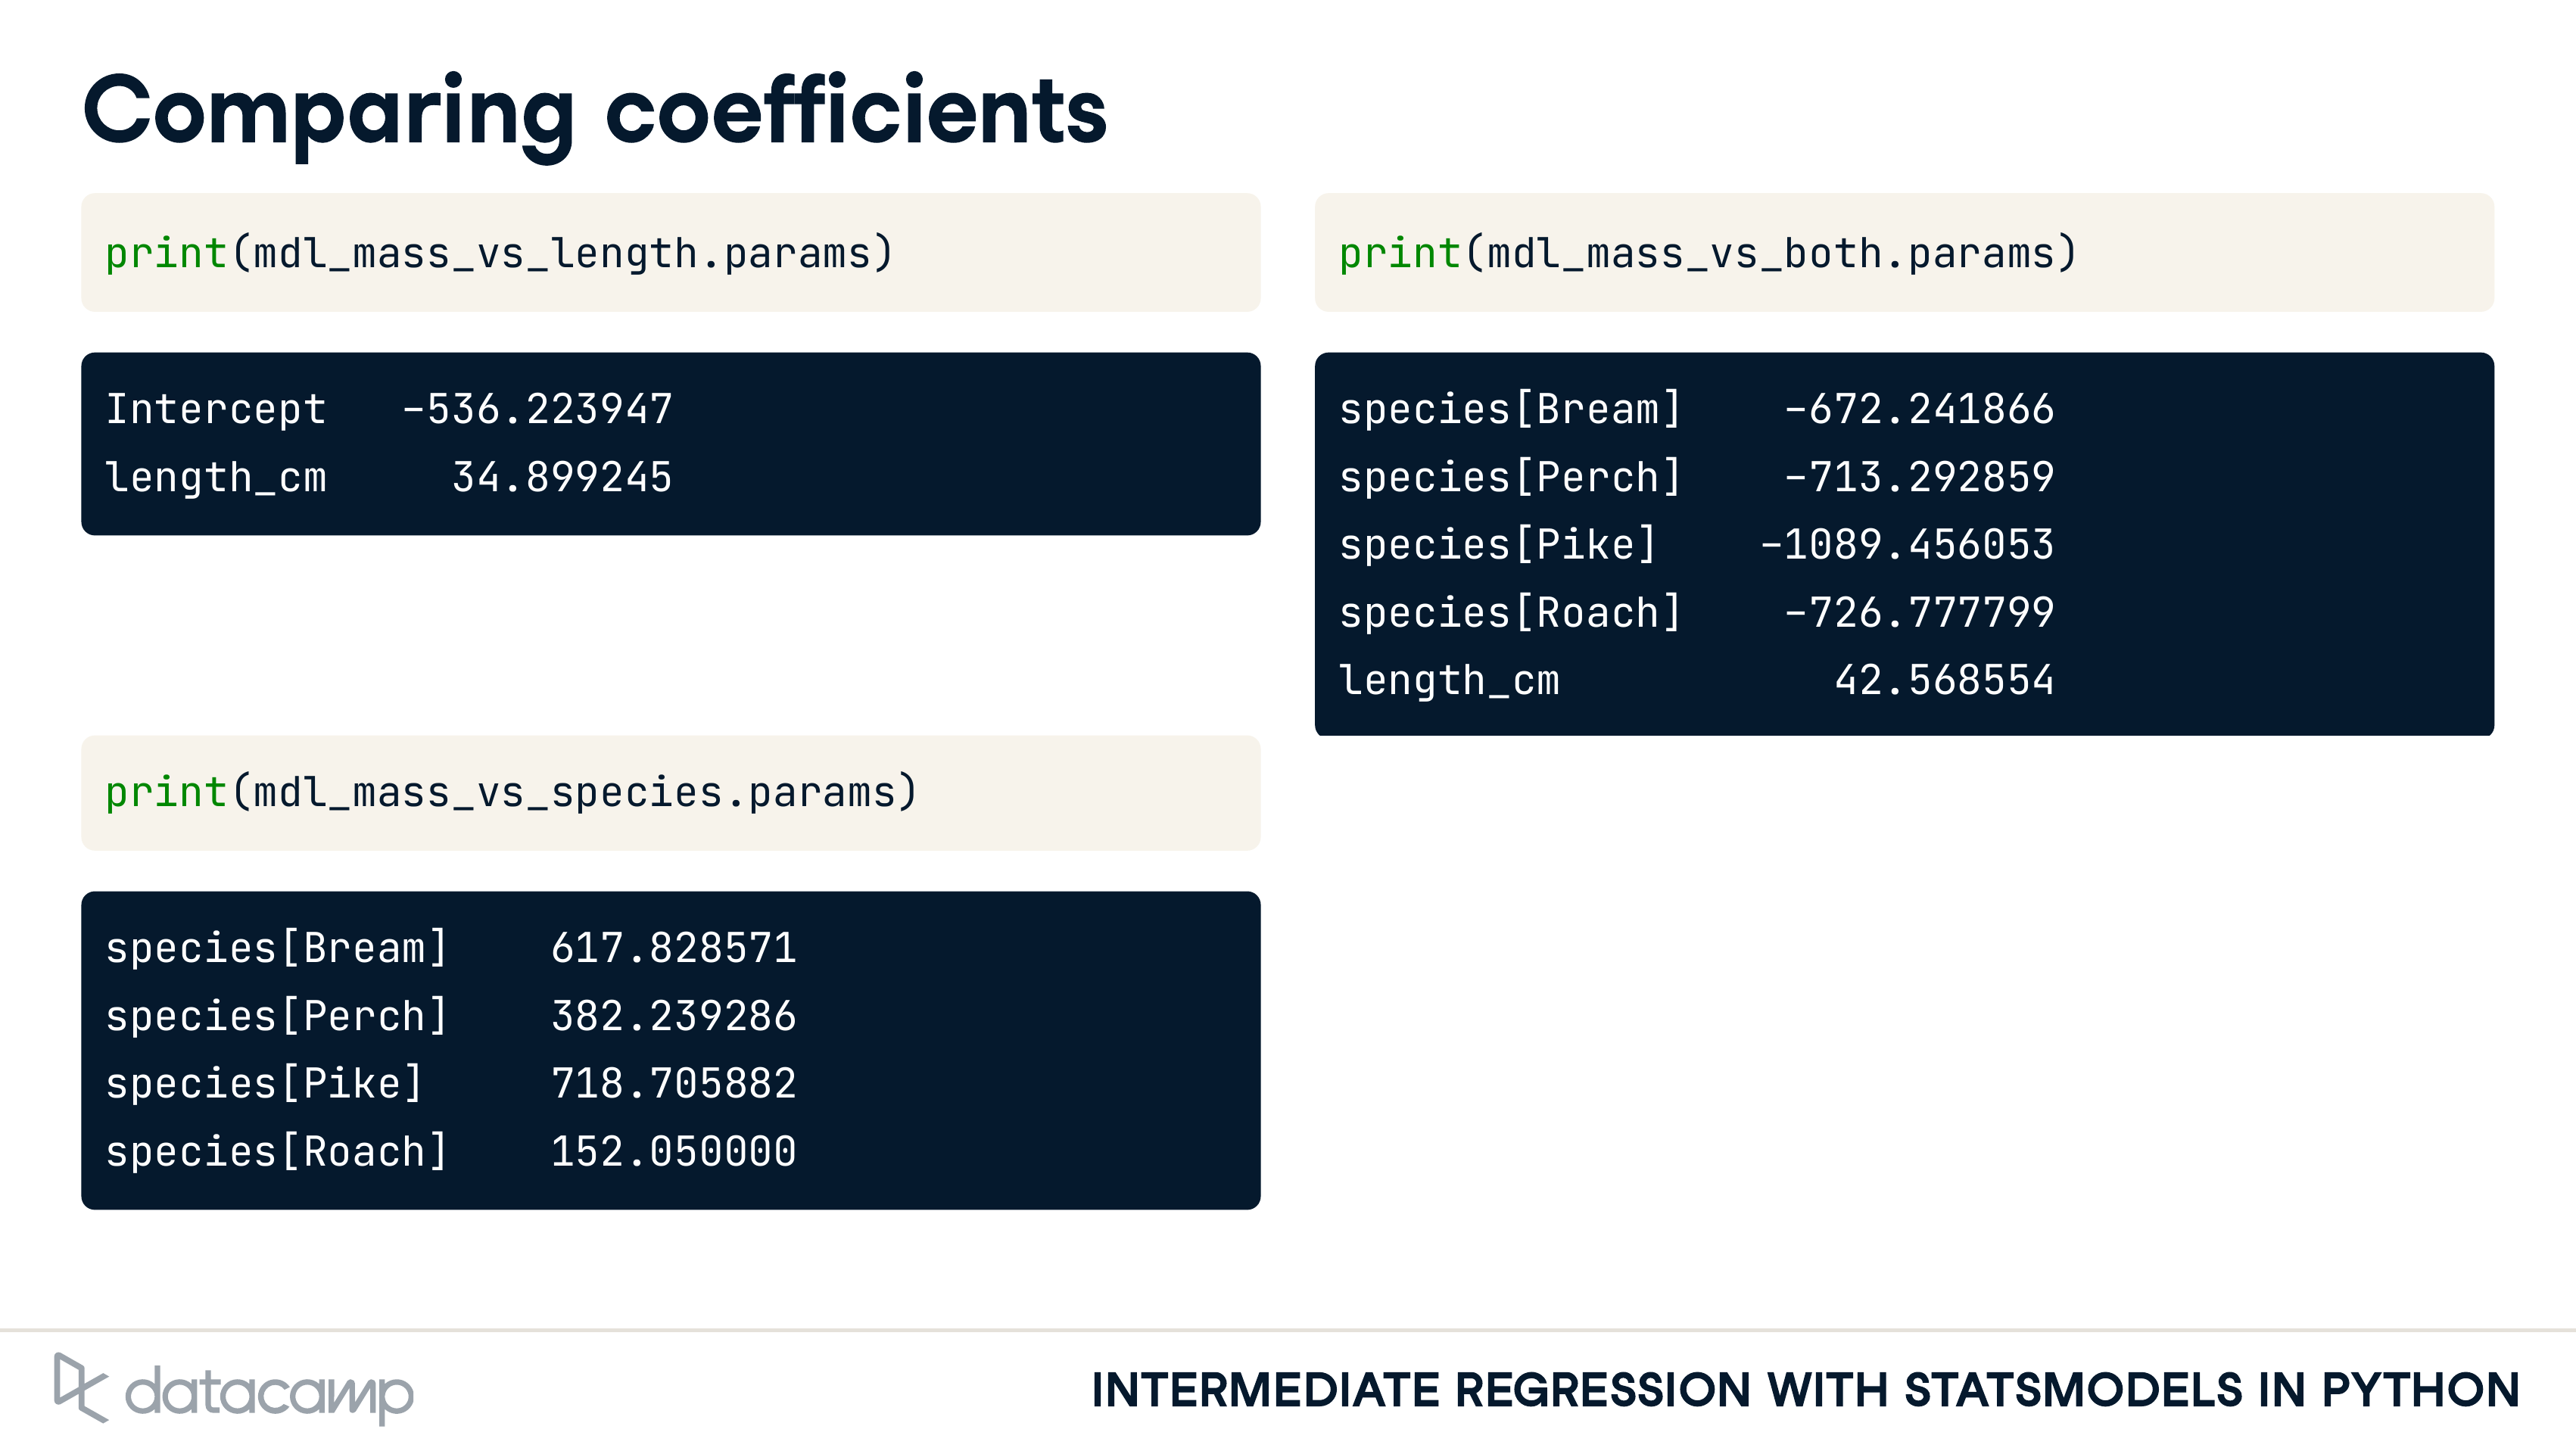 Comparing coefficients
print(mdl_mass_vs_length.params)
Intercept   -536.223947
length_cm     34.899245
print(mdl_mass_vs_species.params)
species[Bream]    617.828571
species[Perch]    382.239286
species[Pike]     718.705882
species[Roach]    152.050000
print(mdl_mass_vs_both.params)
species[Bream]    -672.241866
species[Perch]    -713.292859
species[Pike]    -1089.456053
species[Roach]    -726.777799
length_cm           42.568554
datacamp
INTERMEDIATE REGRESSION WITH STATSMODELS IN PYTHON